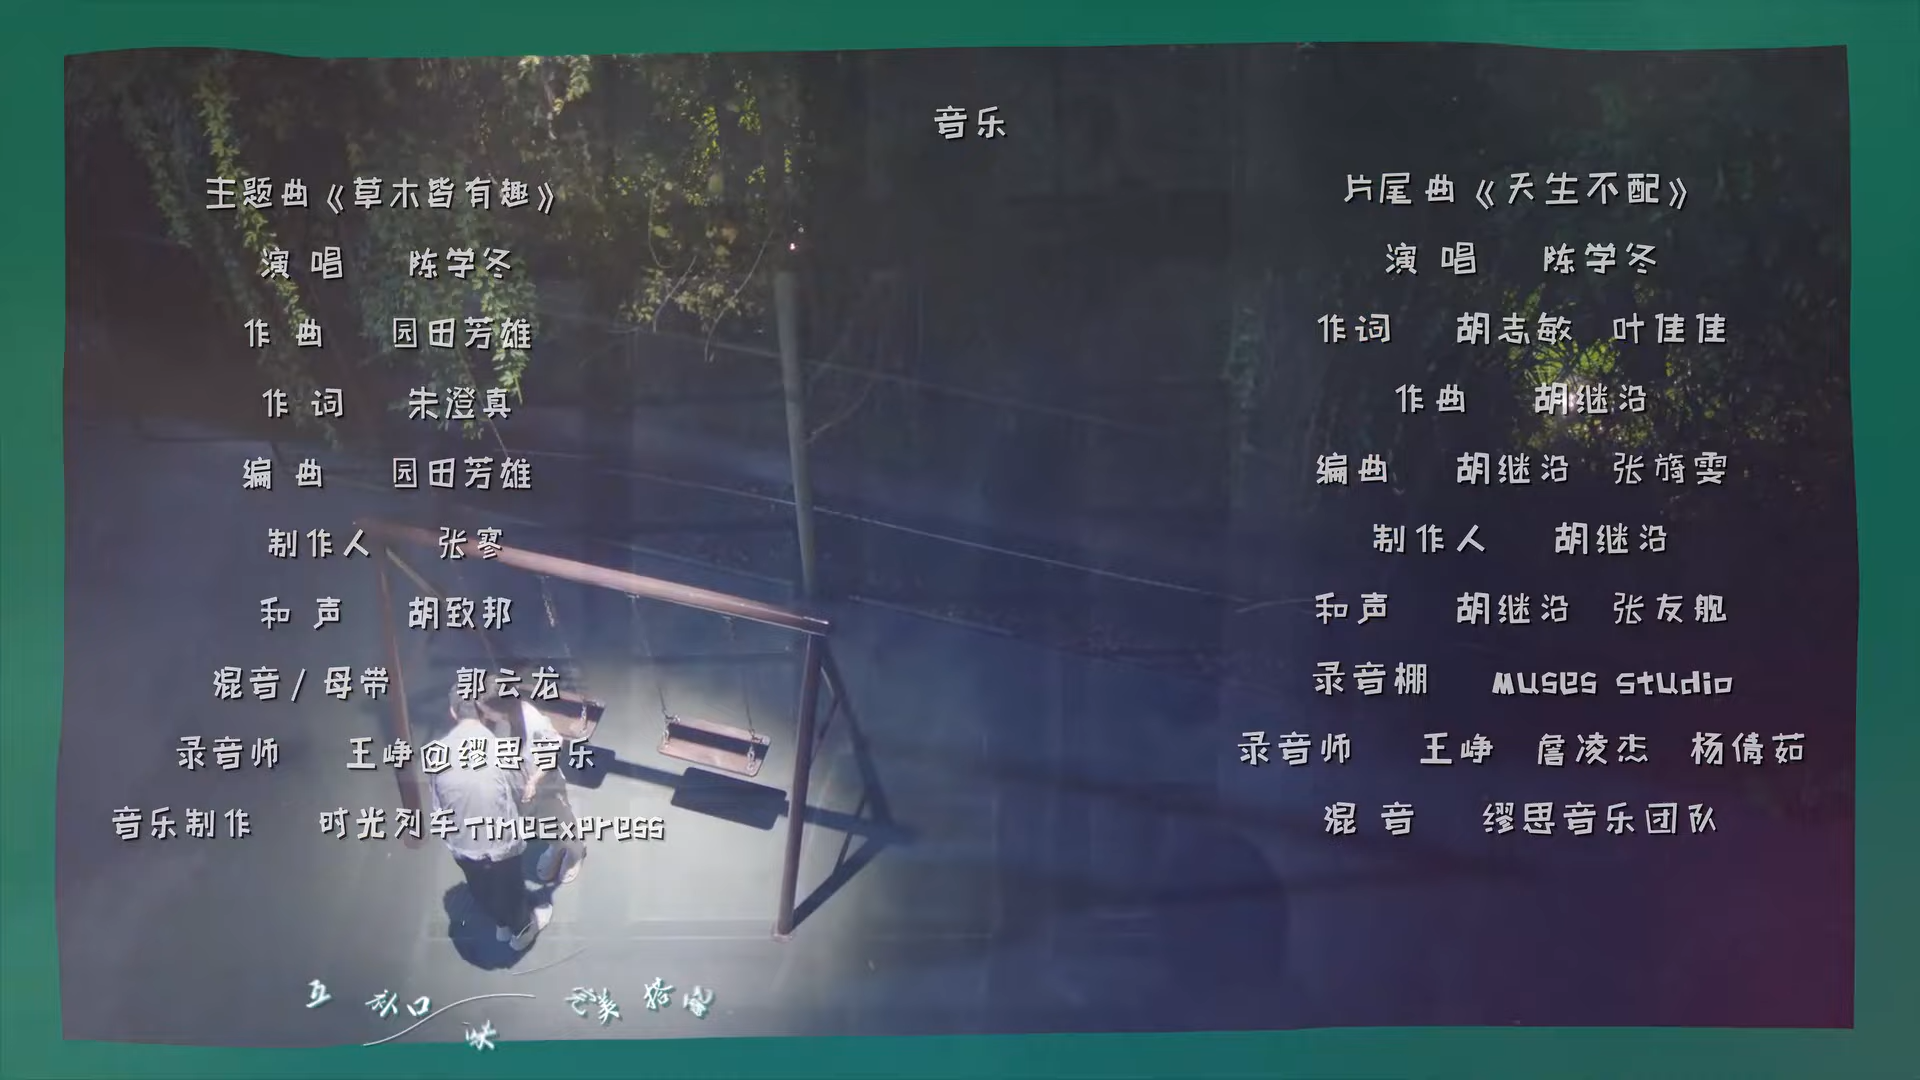 音乐
主题曲《草木皆有趣》
演 唱 陈学冬
作 曲 园田芳雄
作 词 朱澄真
编 曲 园田芳雄
制作人 张寒
和 声 胡致邦
混音/母带 郭云龙
录音师 王峥@缪思音乐
音乐制作 时光列车TimeExpress
片尾曲《天生不配》
演 唱 陈学冬
作词 胡志敏 叶佳佳
作曲 胡继沿
编曲 胡继沿 张旖雯
制作人 胡继沿
和声 胡继沿 张友舰
录音棚 Muses Studio
录音师 王峥 詹凌杰 杨倩茹
混 音 缪思音乐团队